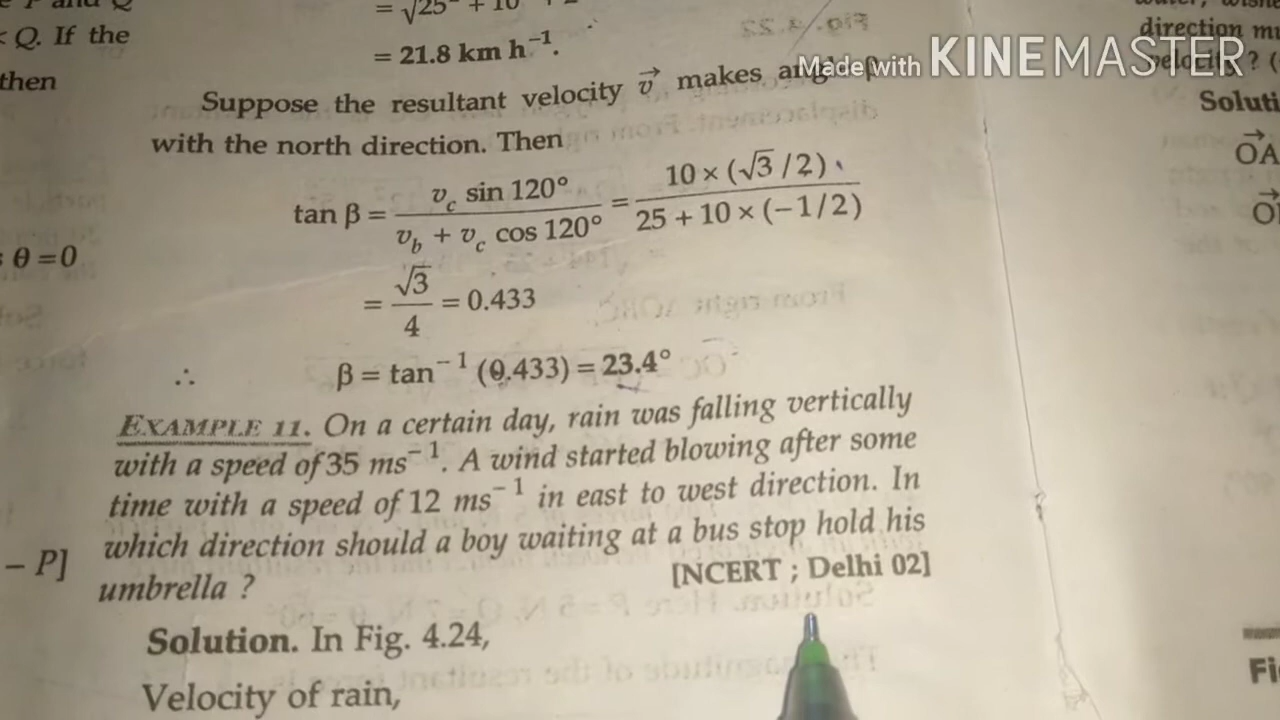 = √25² + 10²
< Q. If the
= 21.8 km h⁻¹.
then
Made with KINEMASTER
Suppose the resultant velocity v⃗ makes angle β
with the north direction. Then
tan β = v_c sin 120° / v_b + v_c cos 120° = 10 × (√3 / 2) / 25 + 10 × (−1/2)
θ = 0
= √3 / 4 = 0.433
∴ β = tan⁻¹ (0.433) = 23.4°
EXAMPLE 11. On a certain day, rain was falling vertically
with a speed of 35 ms⁻¹. A wind started blowing after some
time with a speed of 12 ms⁻¹ in east to west direction. In
which direction should a boy waiting at a bus stop hold his
umbrella ? [NCERT ; Delhi 02]
– P]
Solution. In Fig. 4.24,
Velocity of rain,
direction
velocity ? (
OA⃗